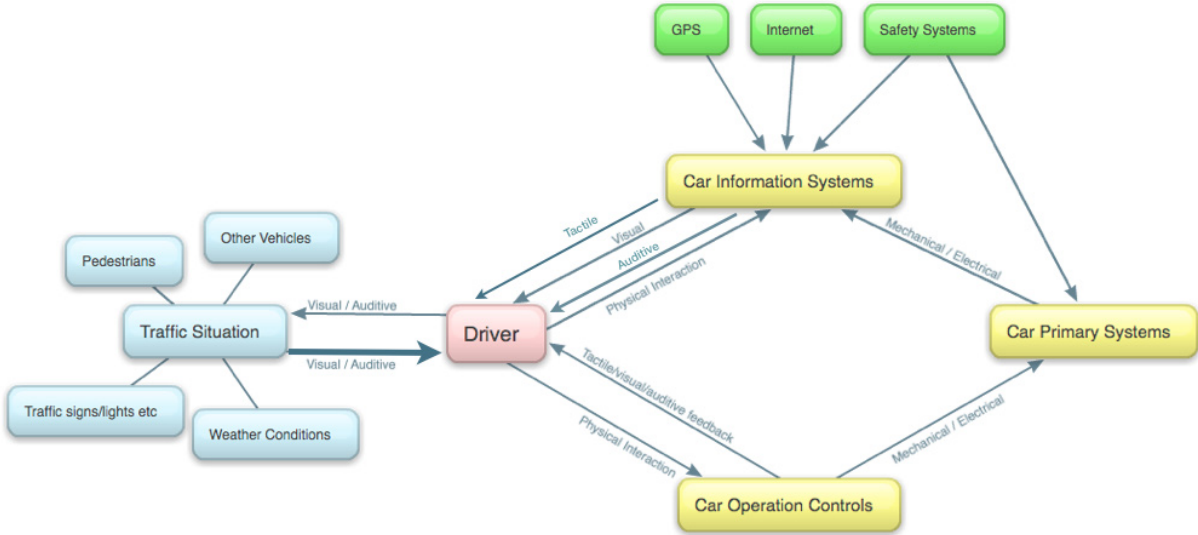 GPS
Internet
Safety Systems
Car Information Systems
Tactile
Visual
Auditive
Physical Interaction
Mechanical / Electrical
Other Vehicles
Pedestrians
Visual / Auditive
Traffic Situation
Driver
Car Primary Systems
Visual / Auditive
Tactile/visual/auditive feedback
Traffic signs/lights etc
Weather Conditions
Physical Interaction
Mechanical / Electrical
Car Operation Controls